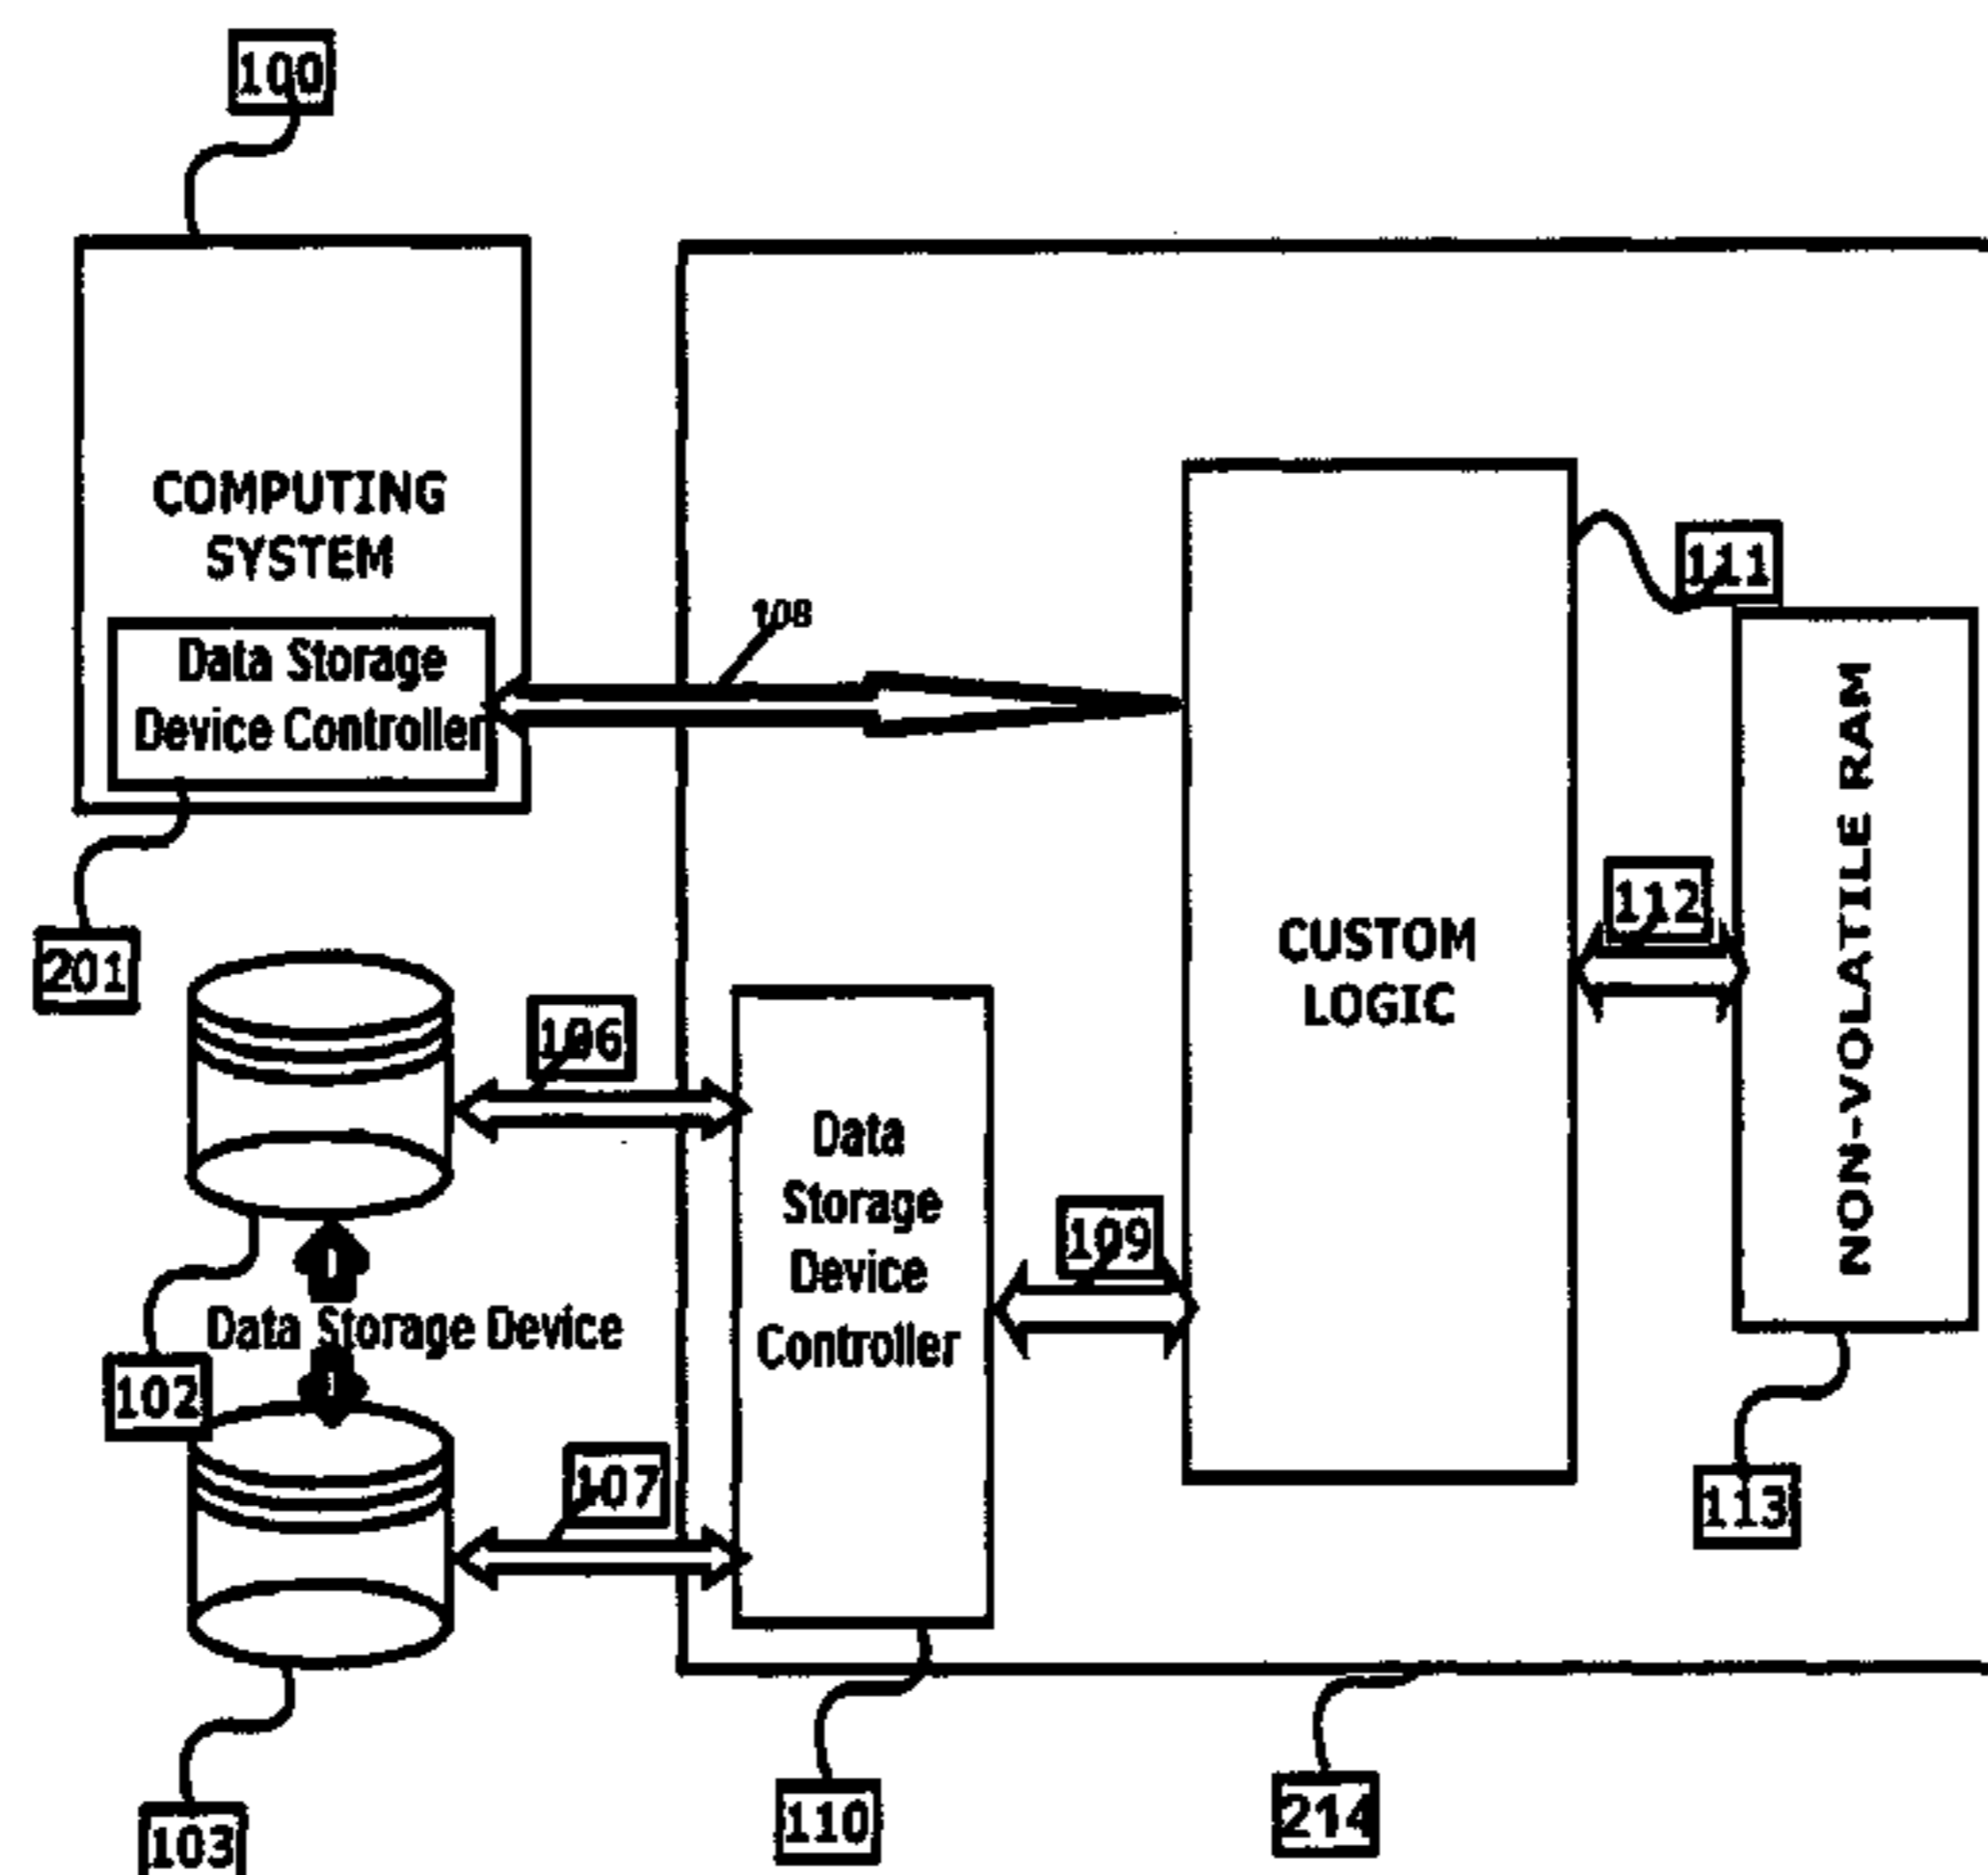 100
COMPUTING
SYSTEM
Data Storage
Device Controller
108
111
NON-VOLATILE RAM
112
CUSTOM
LOGIC
201
106
Data
Storage
Device
Controller
109
Data Storage Device
102
107
113
103
110
214